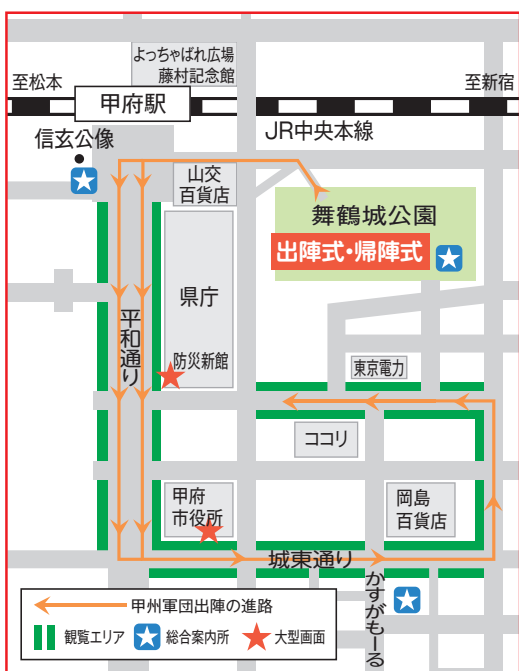 よっちゃばれ広場
藤村記念館
至松本
至新宿
甲府駅
JR中央本線
信玄公像
山交
百貨店
舞鶴城公園
出陣式・帰陣式
県庁
平和通り
防災新館
東京電力
ココリ
甲府
市役所
岡島
百貨店
城東通り
かすがもーる
甲州軍団出陣の進路
観覧エリア
総合案内所
大型画面